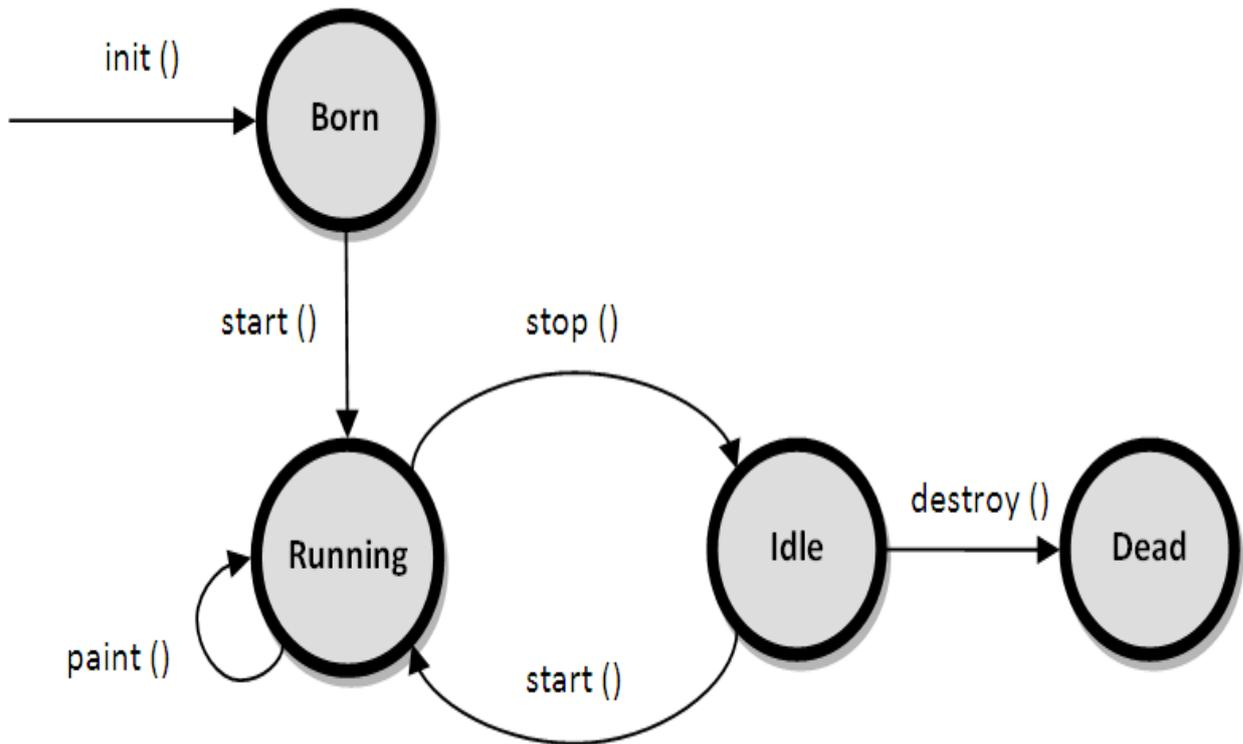 init ()
Born
start ()
stop ()
Running
Idle
destroy ()
Dead
paint ()
start ()